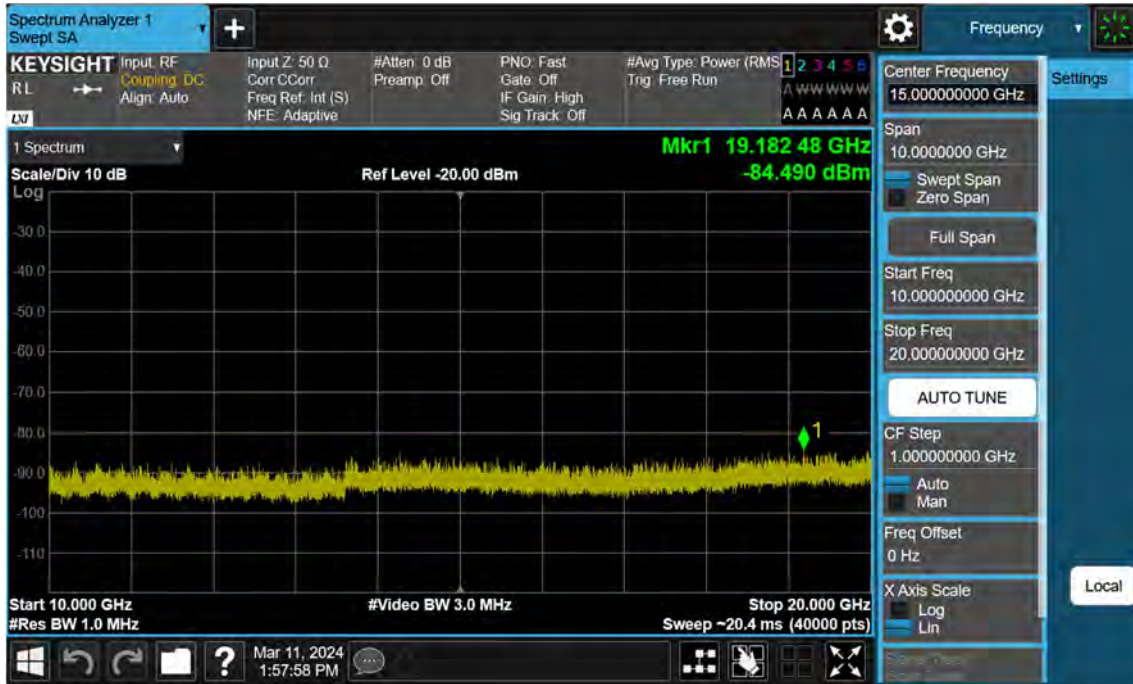 Spectrum Analyzer 1
Swept SA
+
Frequency
KEYSIGHT
RL
LXI
Input: RF
Coupling: DC
Align: Auto
Input Z: 50 Ω
Corr CCorr
Freq Ref: Int (S)
NFE: Adaptive
#Atten: 0 dB
Preamp: Off
PNO: Fast
Gate: Off
IF Gain: High
Sig Track: Off
#Avg Type: Power (RMS
Trig: Free Run
1 2 3 4 5 6
A W W W W W
A A A A A A
1 Spectrum
Scale/Div 10 dB
Ref Level -20.00 dBm
Mkr1 19.182 48 GHz
-84.490 dBm
Log
-30.0
-40.0
-50.0
-60.0
-70.0
-80.0
-90.0
-100
-110
1
Start 10.000 GHz
#Res BW 1.0 MHz
#Video BW 3.0 MHz
Stop 20.000 GHz
Sweep ~20.4 ms (40000 pts)
Center Frequency
15.000000000 GHz
Span
10.0000000 GHz
Swept Span
Zero Span
Full Span
Start Freq
10.000000000 GHz
Stop Freq
20.000000000 GHz
AUTO TUNE
CF Step
1.000000000 GHz
Auto
Man
Freq Offset
0 Hz
X Axis Scale
Log
Lin
Settings
Local
?
Mar 11, 2024
1:57:58 PM